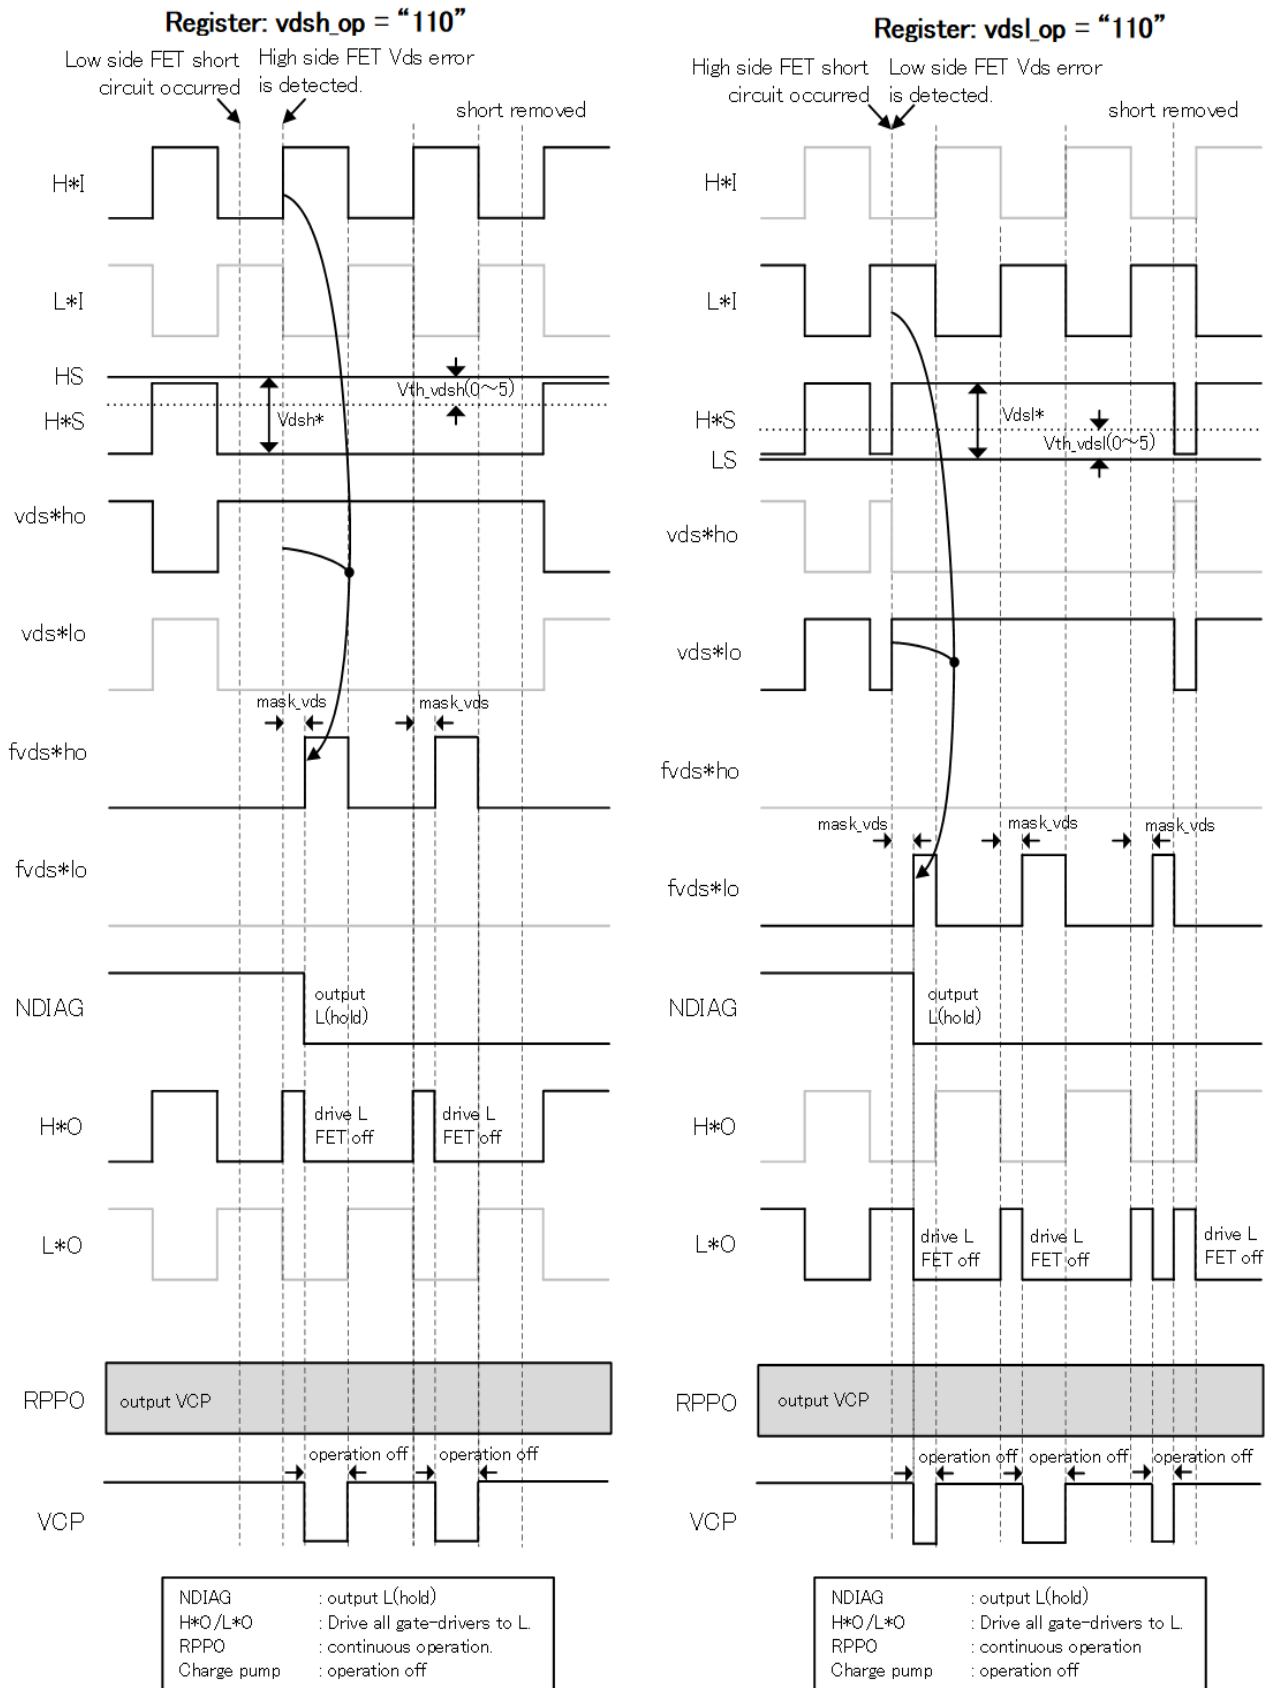 Register: vdsh_op = “110”
Low side FET short
circuit occurred
High side FET Vds error
is detected.
short removed
H*I
L*I
HS
Vth_vdsh(0～5)
H*S
Vdsh*
vds*ho
vds*lo
mask_vds
mask_vds
fvds*ho
fvds*lo
NDIAG
output
L(hold)
H*O
drive L
FET off
drive L
FET off
L*O
RPPO
output VCP
operation off
operation off
VCP
NDIAG : output L(hold)
H*O/L*O : Drive all gate-drivers to L.
RPPO : continuous operation.
Charge pump : operation off
Register: vdsl_op = “110”
High side FET short
circuit occurred
Low side FET Vds error
is detected.
short removed
H*I
L*I
H*S
Vdsl*
Vth_vdsl(0～5)
LS
vds*ho
vds*lo
fvds*ho
mask_vds
mask_vds
mask_vds
fvds*lo
NDIAG
output
L(hold)
H*O
L*O
drive L
FET off
drive L
FET off
drive L
FET off
RPPO
output VCP
operation off
operation off
operation off
VCP
NDIAG : output L(hold)
H*O/L*O : Drive all gate-drivers to L.
RPPO : continuous operation
Charge pump : operation off